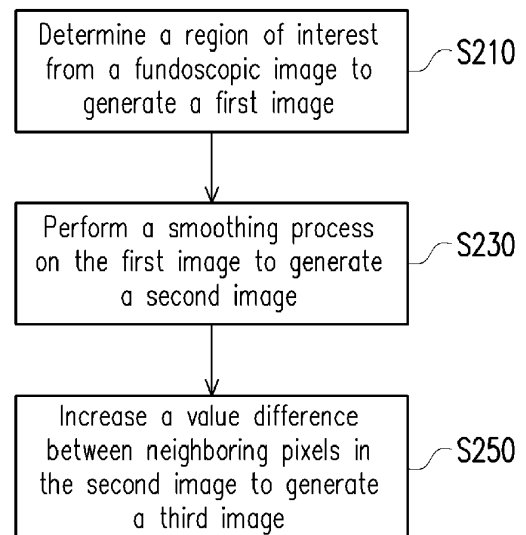 Determine a region of interest
from a fundoscopic image to
generate a first image
S210
Perform a smoothing process
on the first image to generate
a second image
S230
Increase a value difference
between neighboring pixels in
the second image to generate
a third image
S250